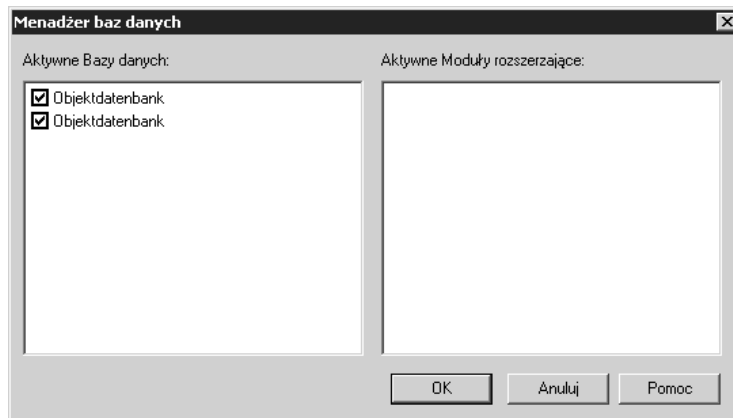 Menadżer baz danych
Aktywne Bazy danych:
Aktywne Moduły rozszerzające:
Objektdatenbank
Objektdatenbank
OK
Anuluj
Pomoc